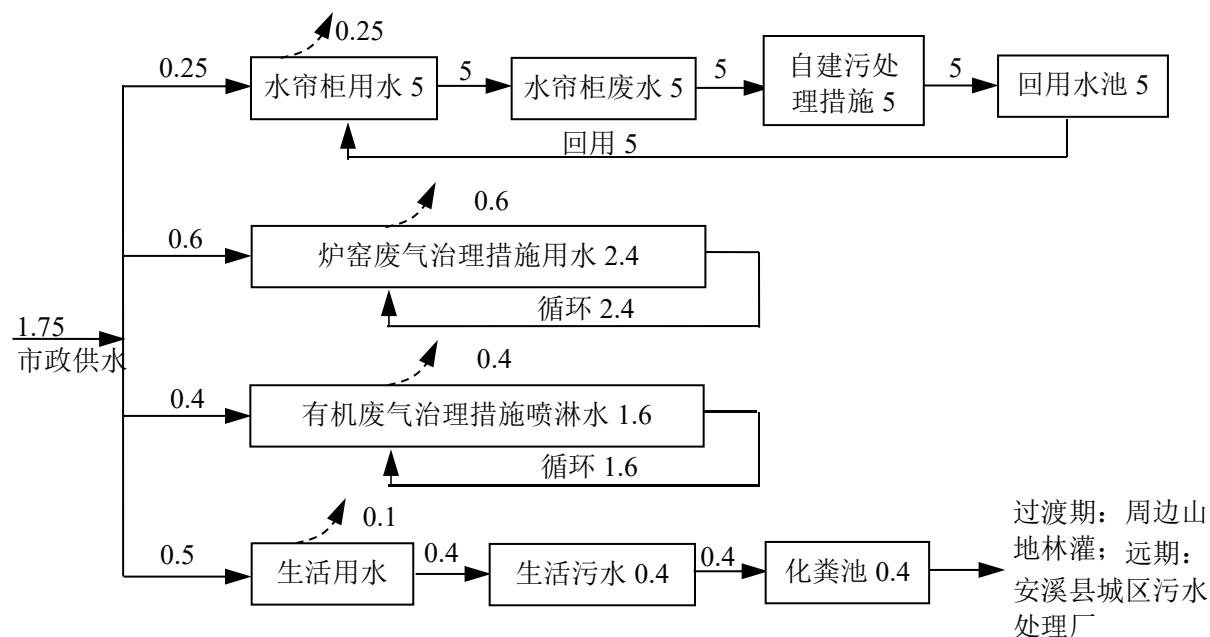 0.25
0.25
水帘柜用水 5
5
水帘柜废水 5
5
自建污处
理措施 5
5
回用水池 5
回用 5
0.6
0.6
炉窑废气治理措施用水 2.4
循环 2.4
1.75
市政供水
0.4
0.4
有机废气治理措施喷淋水 1.6
循环 1.6
0.1
0.5
生活用水
0.4
生活污水 0.4
0.4
化粪池 0.4
过渡期：周边山
地林灌；远期：
安溪县城区污水
处理厂